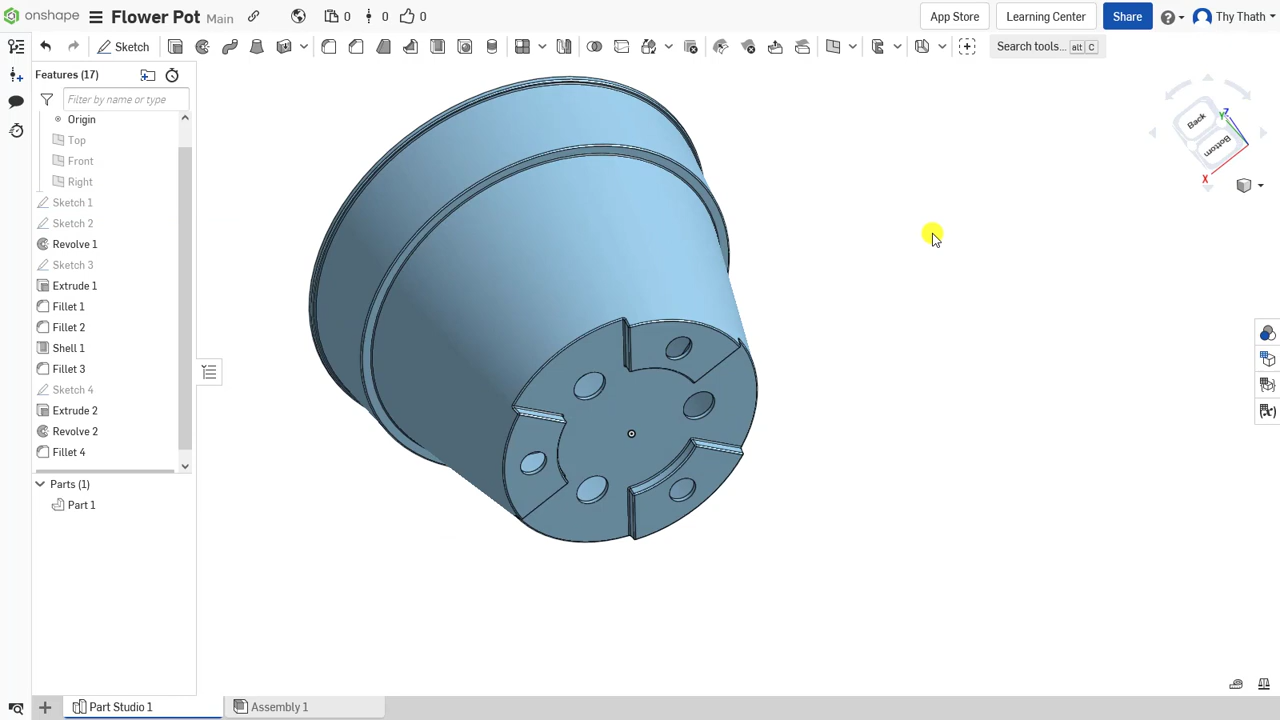 onshape Flower Pot Main 0 0 0 App Store Learning Center Share Thy Thath
Sketch Search tools... alt C
Features (17)
Filter by name or type
Origin
Top
Front
Right
Sketch 1
Sketch 2
Revolve 1
Sketch 3
Extrude 1
Fillet 1
Fillet 2
Shell 1
Fillet 3
Sketch 4
Extrude 2
Revolve 2
Fillet 4
Parts (1)
Part 1
Back
Bottom
Z
Y
X
Part Studio 1 Assembly 1